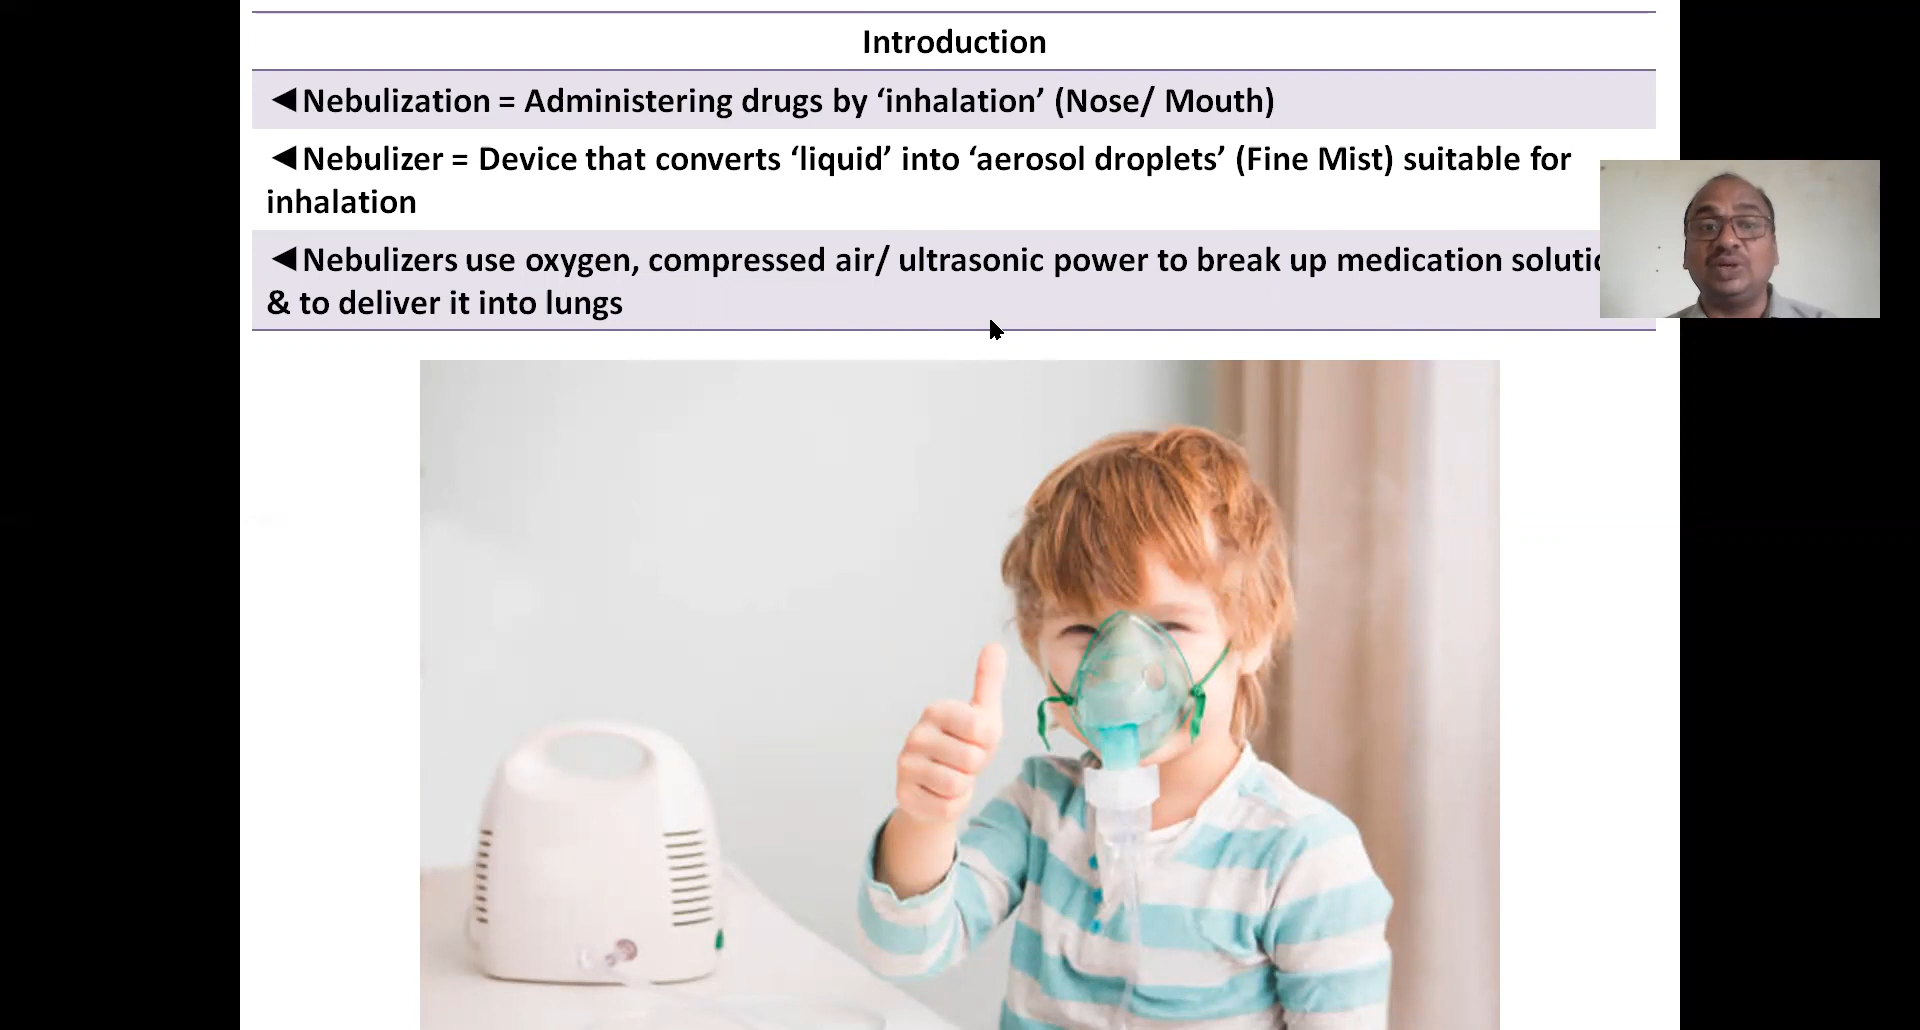 Introduction
◄Nebulization = Administering drugs by ‘inhalation’ (Nose/ Mouth)
◄Nebulizer = Device that converts ‘liquid’ into ‘aerosol droplets’ (Fine Mist) suitable for
inhalation
◄Nebulizers use oxygen, compressed air/ ultrasonic power to break up medication
& to deliver it into lungs